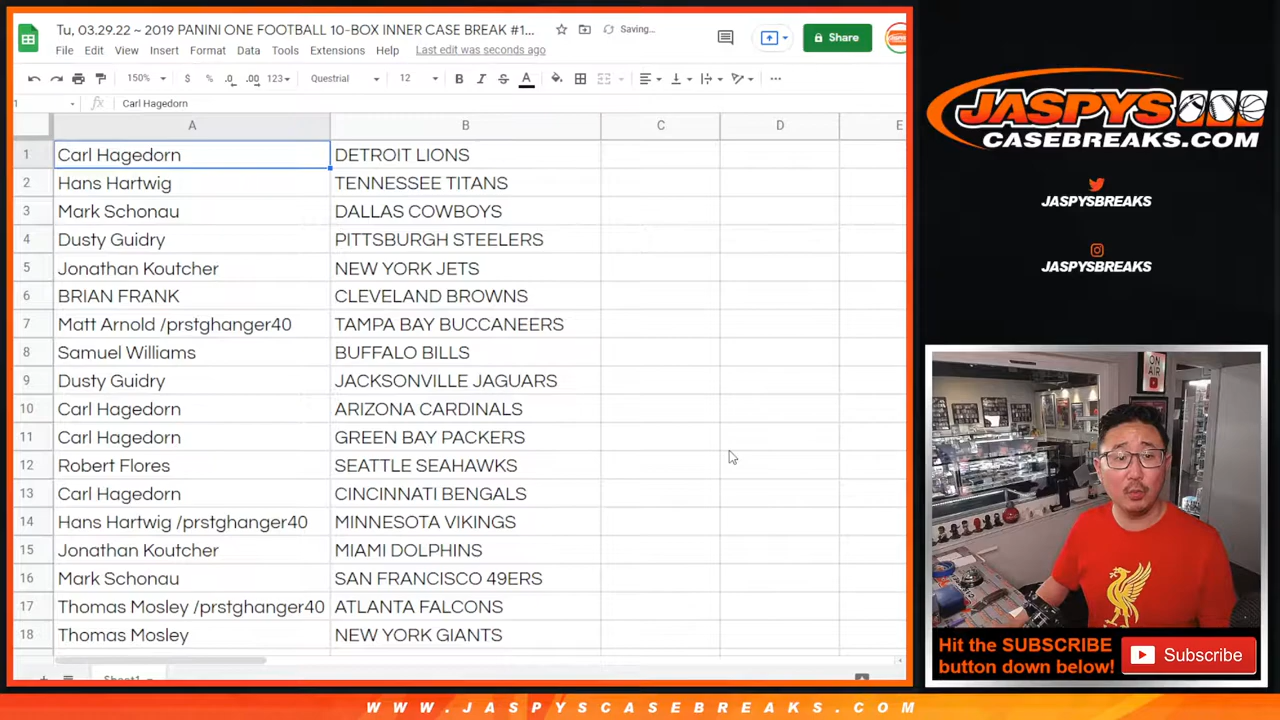 Tu, 03.29.22 ~ 2019 PANINI ONE FOOTBALL 10-BOX INNER CASE BREAK #1...
Saving...
Share
File Edit View Insert Format Data Tools Extensions Help Last edit was seconds ago
150% $ % .0 .00 123 Questrial 12 B I S A
1 fx Carl Hagedorn
A B C D E
1 Carl Hagedorn DETROIT LIONS
2 Hans Hartwig TENNESSEE TITANS
3 Mark Schonau DALLAS COWBOYS
4 Dusty Guidry PITTSBURGH STEELERS
5 Jonathan Koutcher NEW YORK JETS
6 BRIAN FRANK CLEVELAND BROWNS
7 Matt Arnold /prstghanger40 TAMPA BAY BUCCANEERS
8 Samuel Williams BUFFALO BILLS
9 Dusty Guidry JACKSONVILLE JAGUARS
10 Carl Hagedorn ARIZONA CARDINALS
11 Carl Hagedorn GREEN BAY PACKERS
12 Robert Flores SEATTLE SEAHAWKS
13 Carl Hagedorn CINCINNATI BENGALS
14 Hans Hartwig /prstghanger40 MINNESOTA VIKINGS
15 Jonathan Koutcher MIAMI DOLPHINS
16 Mark Schonau SAN FRANCISCO 49ERS
17 Thomas Mosley /prstghanger40 ATLANTA FALCONS
18 Thomas Mosley NEW YORK GIANTS
Sheet1
JASPYS
CASEBREAKS.COM
JASPYSBREAKS
JASPYSBREAKS
ON
AIR
Hit the SUBSCRIBE
button down below!
Subscribe
WWW.JASPYSCASEBREAKS.COM